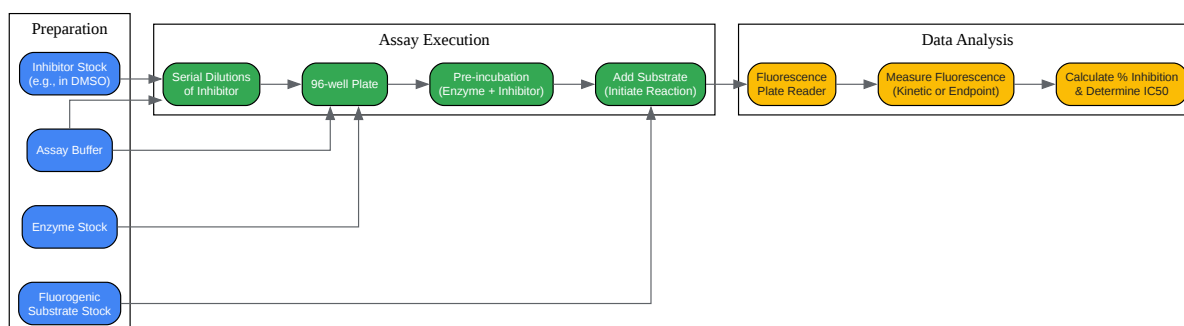 Preparation
Inhibitor Stock
(e.g., in DMSO)
Assay Buffer
Enzyme Stock
Fluorogenic
Substrate Stock
Assay Execution
Serial Dilutions
of Inhibitor
96-well Plate
Pre-incubation
(Enzyme + Inhibitor)
Add Substrate
(Initiate Reaction)
Data Analysis
Fluorescence
Plate Reader
Measure Fluorescence
(Kinetic or Endpoint)
Calculate % Inhibition
& Determine IC50